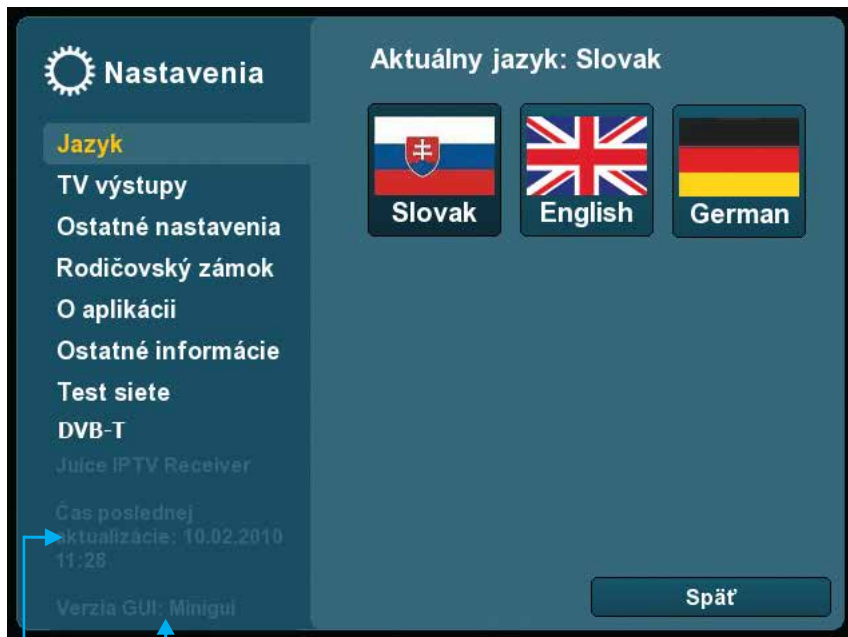 Nastavenia
Jazyk
TV výstupy
Ostatné nastavenia
Rodičovský zámok
O aplikácii
Ostatné informácie
Test siete
DVB-T
Juice IPTV Receiver
Čas poslednej
aktualizácie: 10.02.2010
11:28
Verzia GUI: Minigui
Aktuálny jazyk: Slovak
Slovak
English
German
Späť